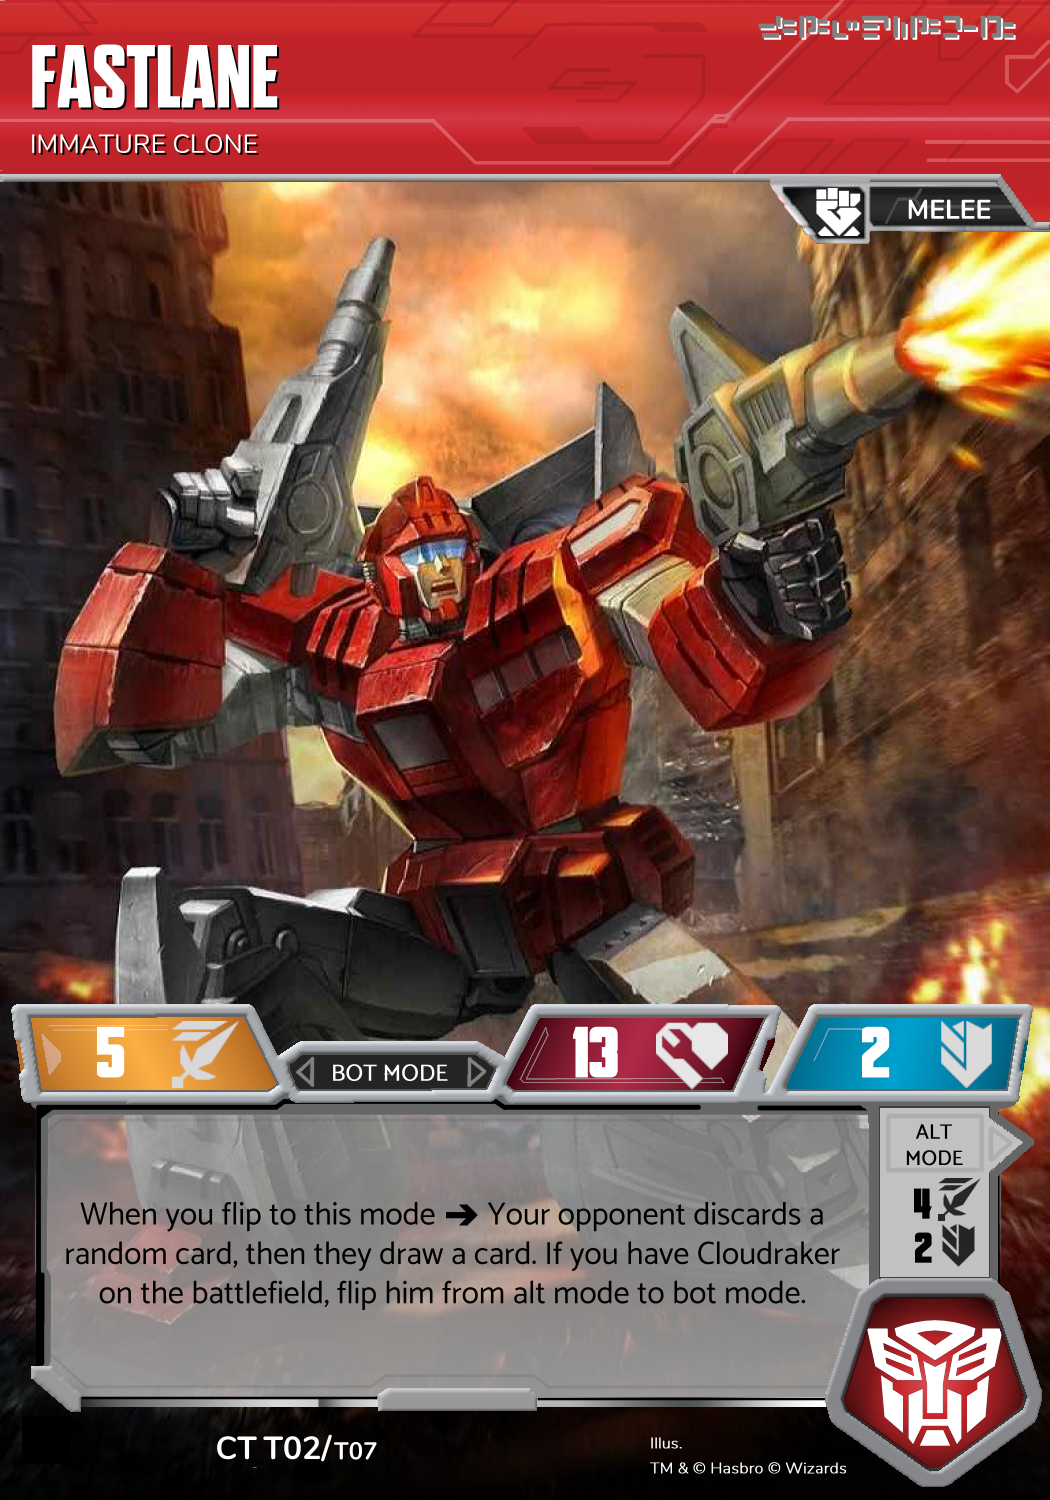 FASTLANE
IMMATURE CLONE
MELEE
5
BOT MODE
13
2
ALT
MODE
4
2
When you flip to this mode ➔ Your opponent discards a
random card, then they draw a card. If you have Cloudraker
on the battlefield, flip him from alt mode to bot mode.
CT T02/T07
Illus.
TM & © Hasbro © Wizards